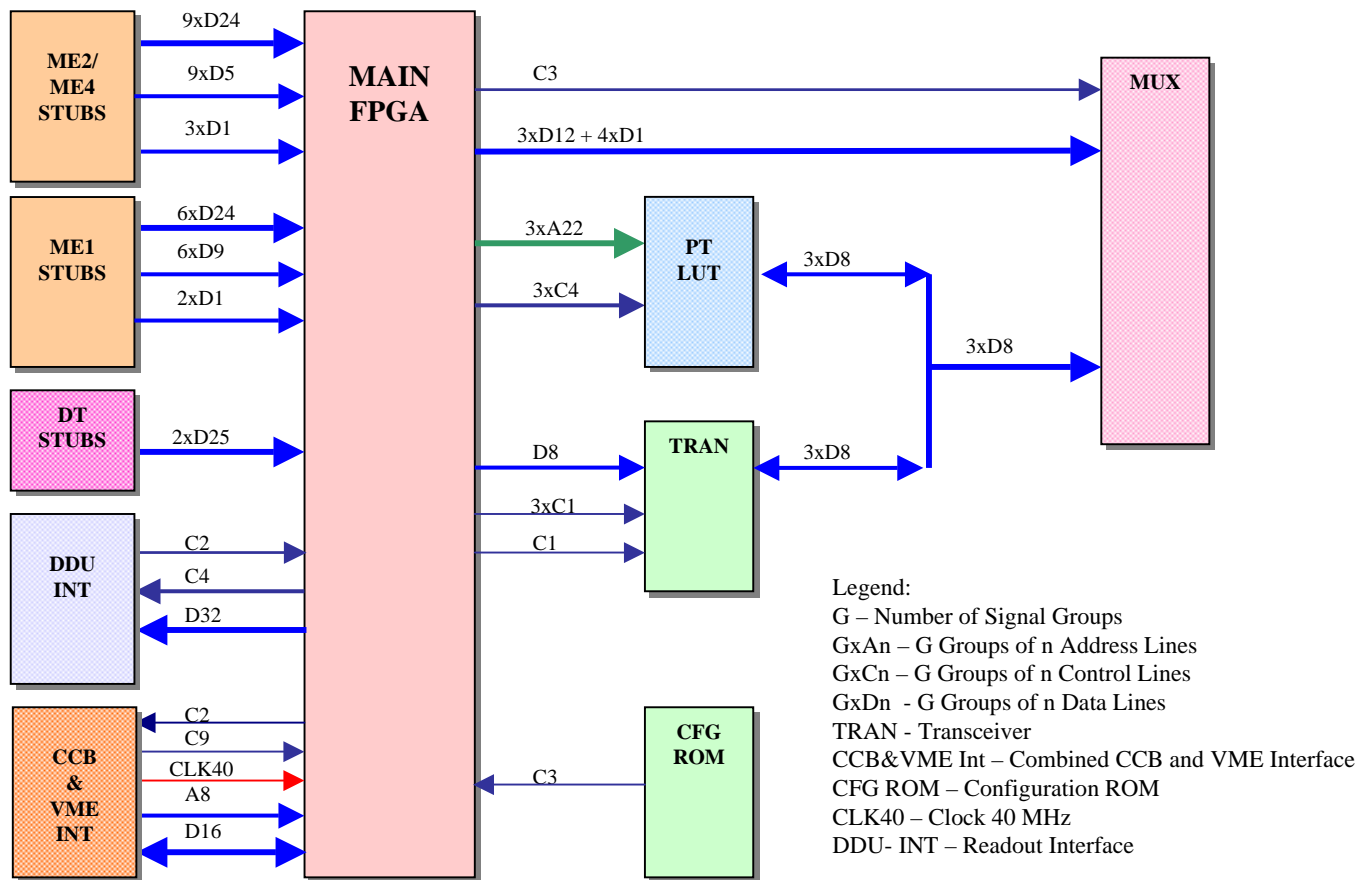 ME2/
ME4
STUBS
9xD24
9xD5
3xD1
ME1
STUBS
6xD24
6xD9
2xD1
DT
STUBS
2xD25
DDU
INT
C2
C4
D32
CCB
&
VME
INT
C2
C9
CLK40
A8
D16
MAIN
FPGA
C3
3xD12 + 4xD1
3xA22
3xC4
PT
LUT
3xD8
3xD8
MUX
D8
3xC1
C1
TRAN
3xD8
C3
CFG
ROM
Legend:
G – Number of Signal Groups
GxAn – G Groups of n Address Lines
GxCn – G Groups of n Control Lines
GxDn - G Groups of n Data Lines
TRAN - Transceiver
CCB&VME Int – Combined CCB and VME Interface
CFG ROM – Configuration ROM
CLK40 – Clock 40 MHz
DDU- INT – Readout Interface